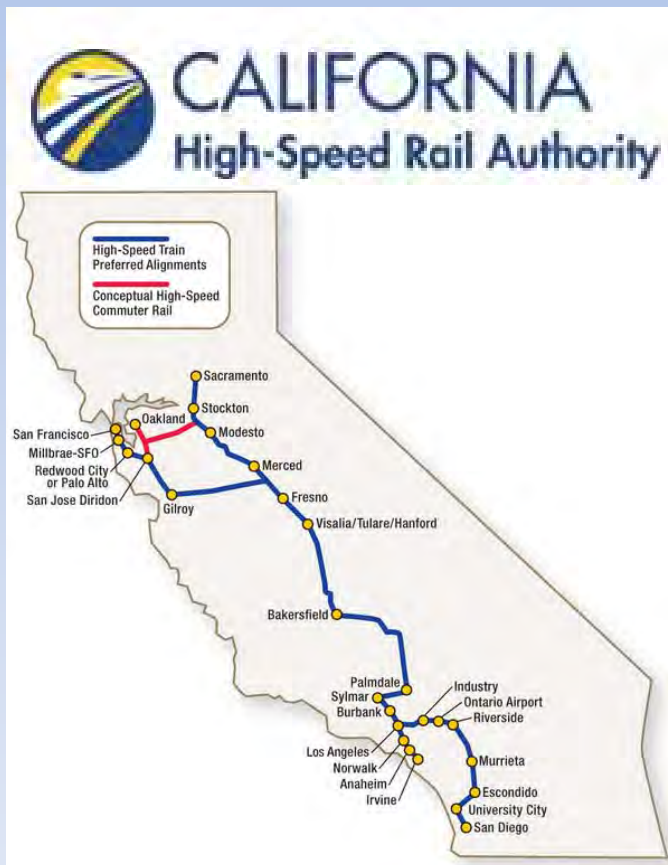 CALIFORNIA
High-Speed Rail Authority
High-Speed Train
Preferred Alignments
Conceptual High-Speed
Commuter Rail
Sacramento
Stockton
Oakland
San Francisco
Modesto
Millbrae-SFO
Redwood City
or Palo Alto
Merced
San Jose Diridon
Gilroy
Fresno
Visalia/Tulare/Hanford
Bakersfield
Palmdale
Sylmar
Burbank
Industry
Ontario Airport
Riverside
Los Angeles
Norwalk
Anaheim
Irvine
Murrieta
Escondido
University City
San Diego